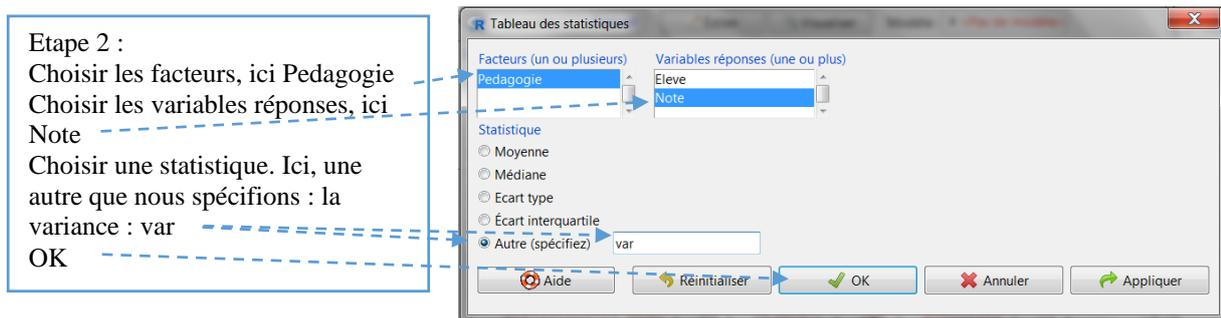 Etape 2 :
Choisir les facteurs, ici Pedagogie
Choisir les variables réponses, ici
Note
Choisir une statistique. Ici, une
autre que nous spécifions : la
variance : var
OK
Tableau des statistiques
Facteurs (un ou plusieurs) Variables réponses (une ou plus)
Pedagogie Eleve
Note
Statistique
Moyenne
Médiane
Ecart type
Écart interquartile
Autre (spécifiez) var
Aide Réinitialiser OK Annuler Appliquer